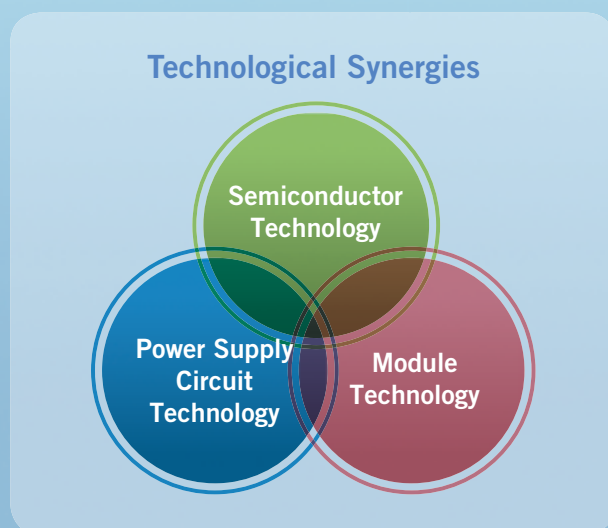 Technological Synergies
Semiconductor
Technology
Power Supply
Circuit
Technology
Module
Technology